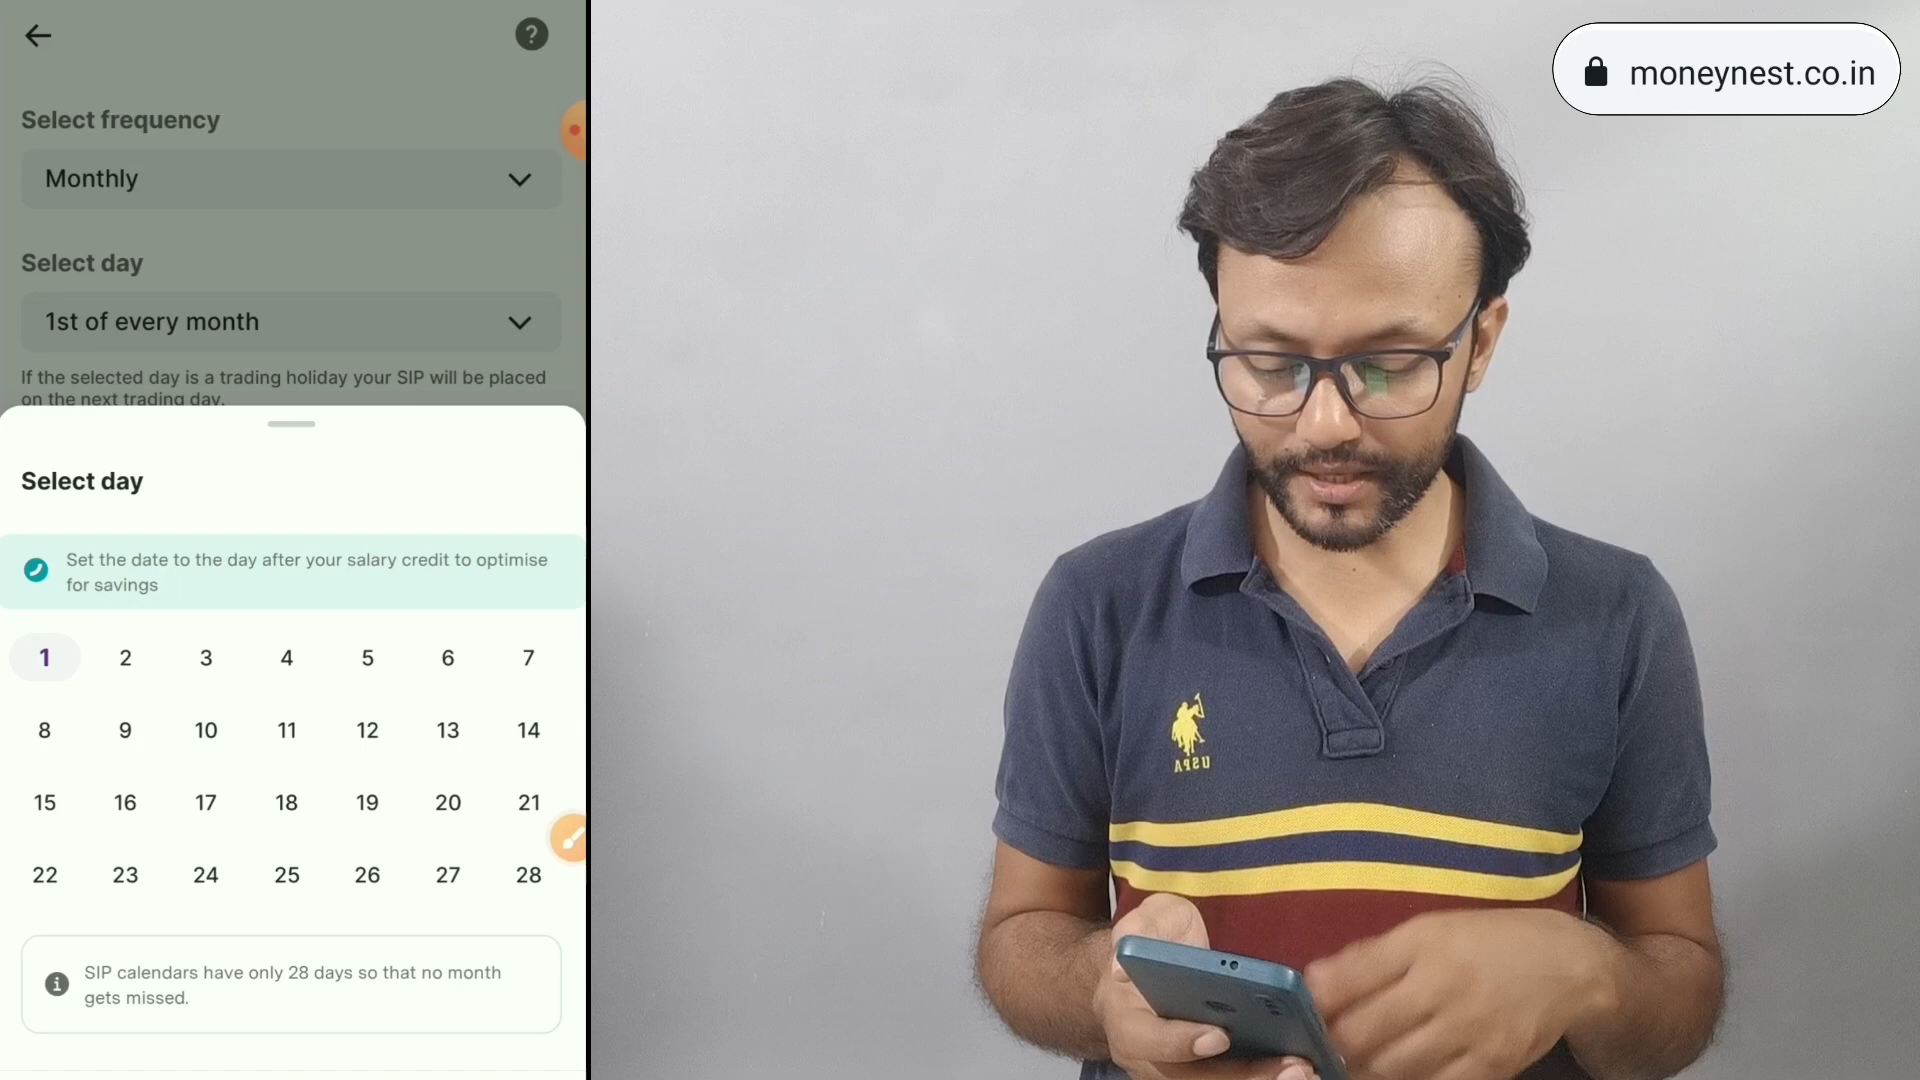 ?
Select frequency
Monthly
Select day
1st of every month
If the selected day is a trading holiday your SIP will be placed
on the next trading day.
Select day
Set the date to the day after your salary credit to optimise
for savings
1 2 3 4 5 6 7
8 9 10 11 12 13 14
15 16 17 18 19 20 21
22 23 24 25 26 27 28
SIP calendars have only 28 days so that no month
gets missed.
moneynest.co.in
USPA